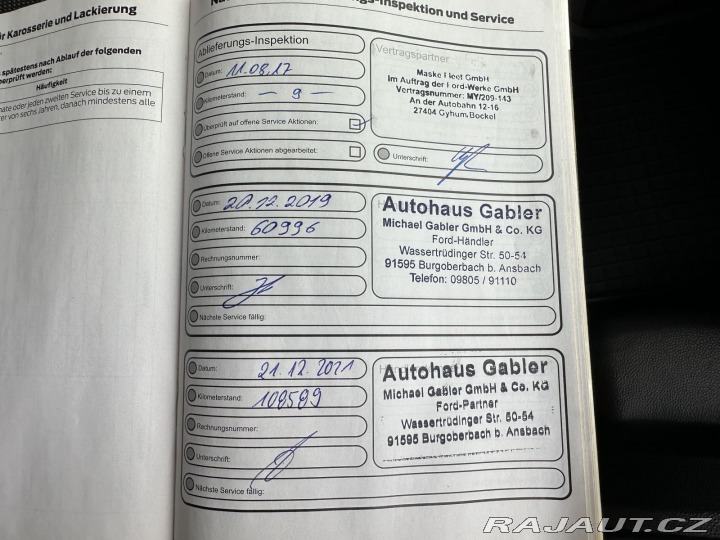 r Karosserie und Lackierung
spätestens nach Ablauf der folgenden
berprüft werden:
Häufigkeit
nate oder jeden zweiten Service bis zu einem
er von sechs Jahren, danach mindestens alle
gs-Inspektion und Service
Ablieferungs-Inspektion
Datum: 11.08.17
Kilometerstand: - 9 -
Überprüft auf offene Service Aktionen:
Offene Service Aktionen abgearbeitet:
Vertragspartner
Maske Fleet GmbH
Im Auftrag der Ford-Werke GmbH
Vertragsnummer: MY/209-143
An der Autobahn 12-16
27404 Gyhum,Bockel
Unterschrift:
Datum: 20.12.2019
Kilometerstand: 60996
Rechnungsnummer:
Unterschrift:
Nächste Service fällig:
Autohaus Gabler
Michael Gabler GmbH & Co. KG
Ford-Händler
Wassertrüdinger Str. 50-54
91595 Burgoberbach b. Ansbach
Telefon: 09805 / 91110
Datum: 21.12.2021
Kilometerstand: 108589
Rechnungsnummer:
Unterschrift:
Nächste Service fällig:
Autohaus Gabler
Michael Gabler GmbH & Co. KG
Ford-Partner
Wassertrüdinger Str. 50-54
91595 Burgoberbach b. Ansbach
RAJAUT.CZ